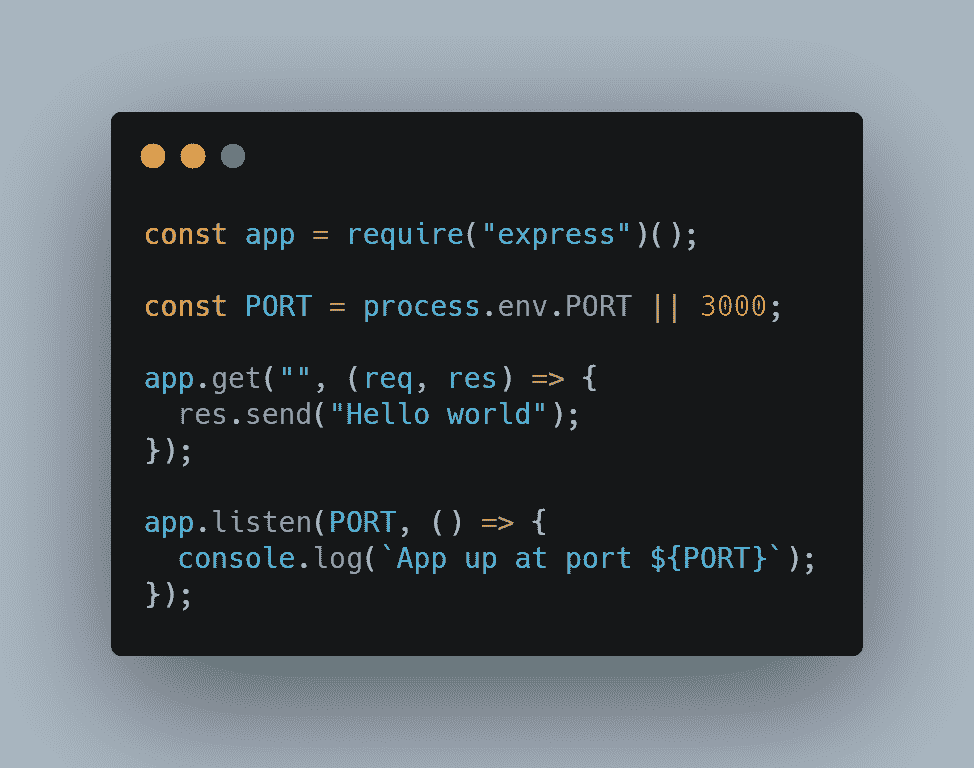 const app = require("express")();
const PORT = process.env.PORT || 3000;
app.get("", (req, res) => {
  res.send("Hello world");
});
app.listen(PORT, () => {
  console.log(`App up at port ${PORT}`);
});